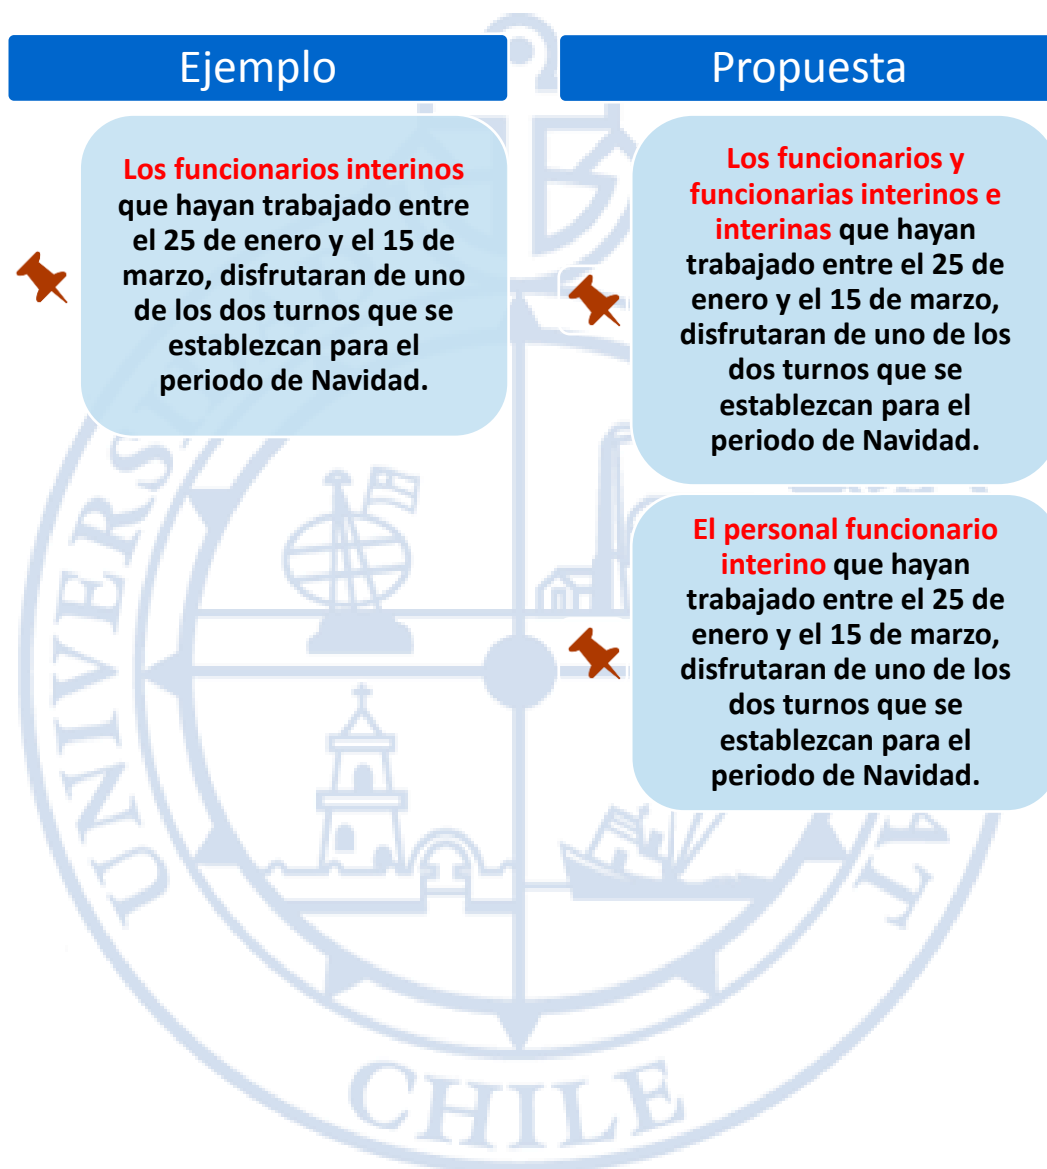 Ejemplo
Los funcionarios interinos
que hayan trabajado entre
el 25 de enero y el 15 de
marzo, disfrutaran de uno
de los dos turnos que se
establezcan para el
periodo de Navidad.
Propuesta
Los funcionarios y
funcionarias interinos e
interinas que hayan
trabajado entre el 25 de
enero y el 15 de marzo,
disfrutaran de uno de los
dos turnos que se
establezcan para el
periodo de Navidad.
El personal funcionario
interino que hayan
trabajado entre el 25 de
enero y el 15 de marzo,
disfrutaran de uno de los
dos turnos que se
establezcan para el
periodo de Navidad.
CHILE